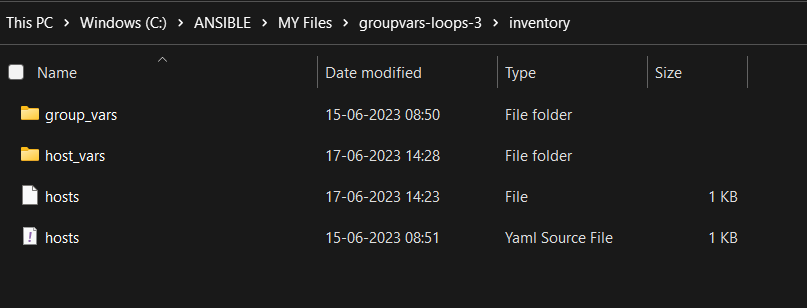 This PC > Windows (C:) > ANSIBLE > MY Files > groupvars-loops-3 > inventory
Name Date modified Type Size
group_vars 15-06-2023 08:50 File folder
host_vars 17-06-2023 14:28 File folder
hosts 17-06-2023 14:23 File 1 KB
hosts 15-06-2023 08:51 Yaml Source File 1 KB